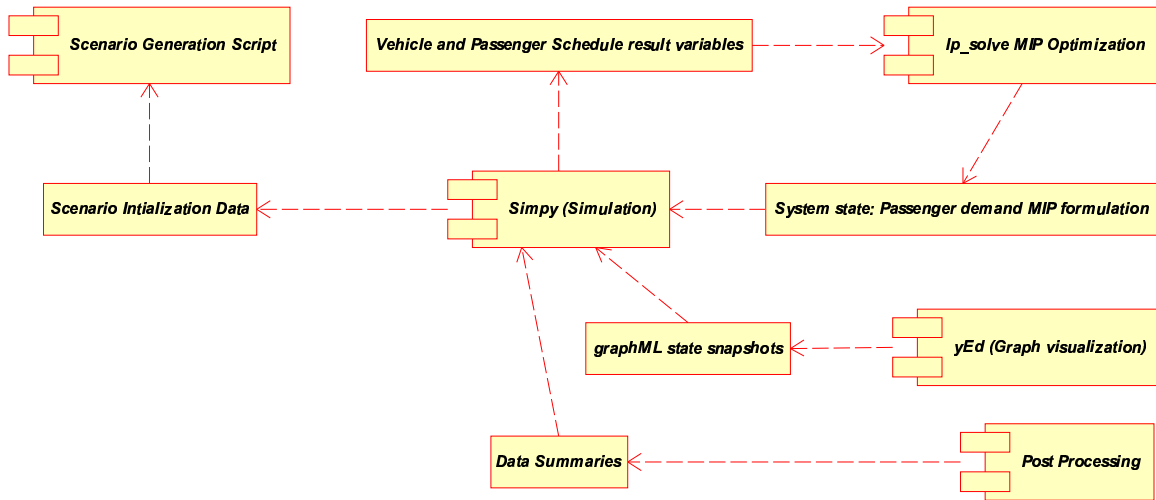 Scenario Generation Script
Vehicle and Passenger Schedule result variables
lp_solve MIP Optimization
Scenario Intialization Data
Simpy (Simulation)
System state: Passenger demand MIP formulation
graphML state snapshots
yEd (Graph visualization)
Data Summaries
Post Processing